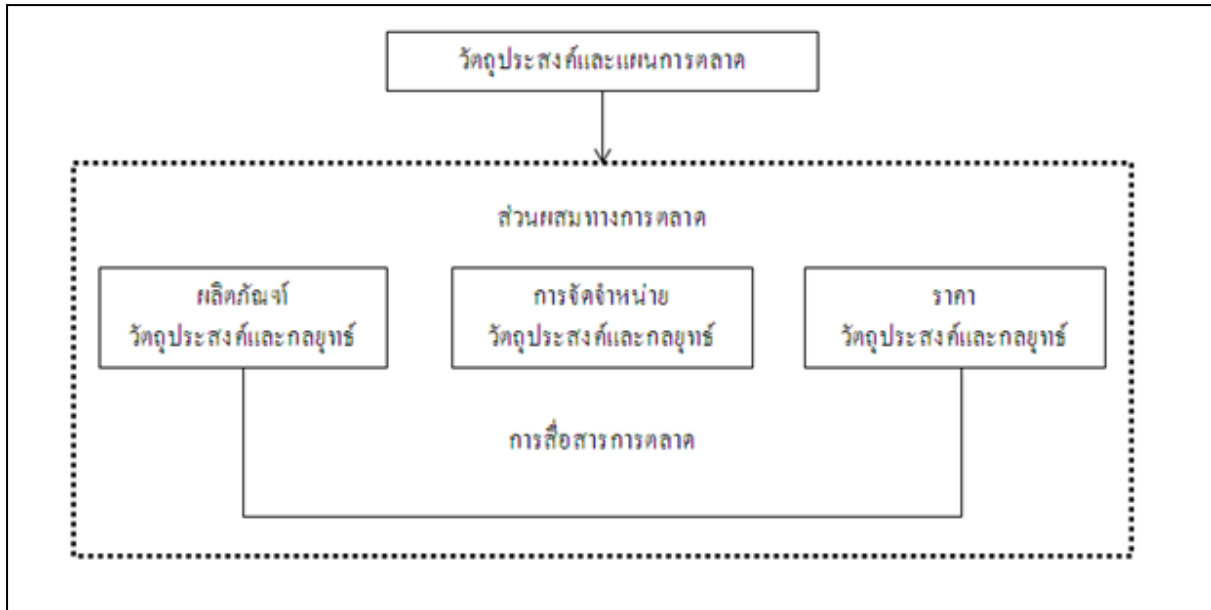 วัตถุประสงค์และแผนการตลาด
ส่วนผสมทางการตลาด
ผลิตภัณฑ์
วัตถุประสงค์และกลยุทธ์
การจัดจำหน่าย
วัตถุประสงค์และกลยุทธ์
ราคา
วัตถุประสงค์และกลยุทธ์
การสื่อสารการตลาด